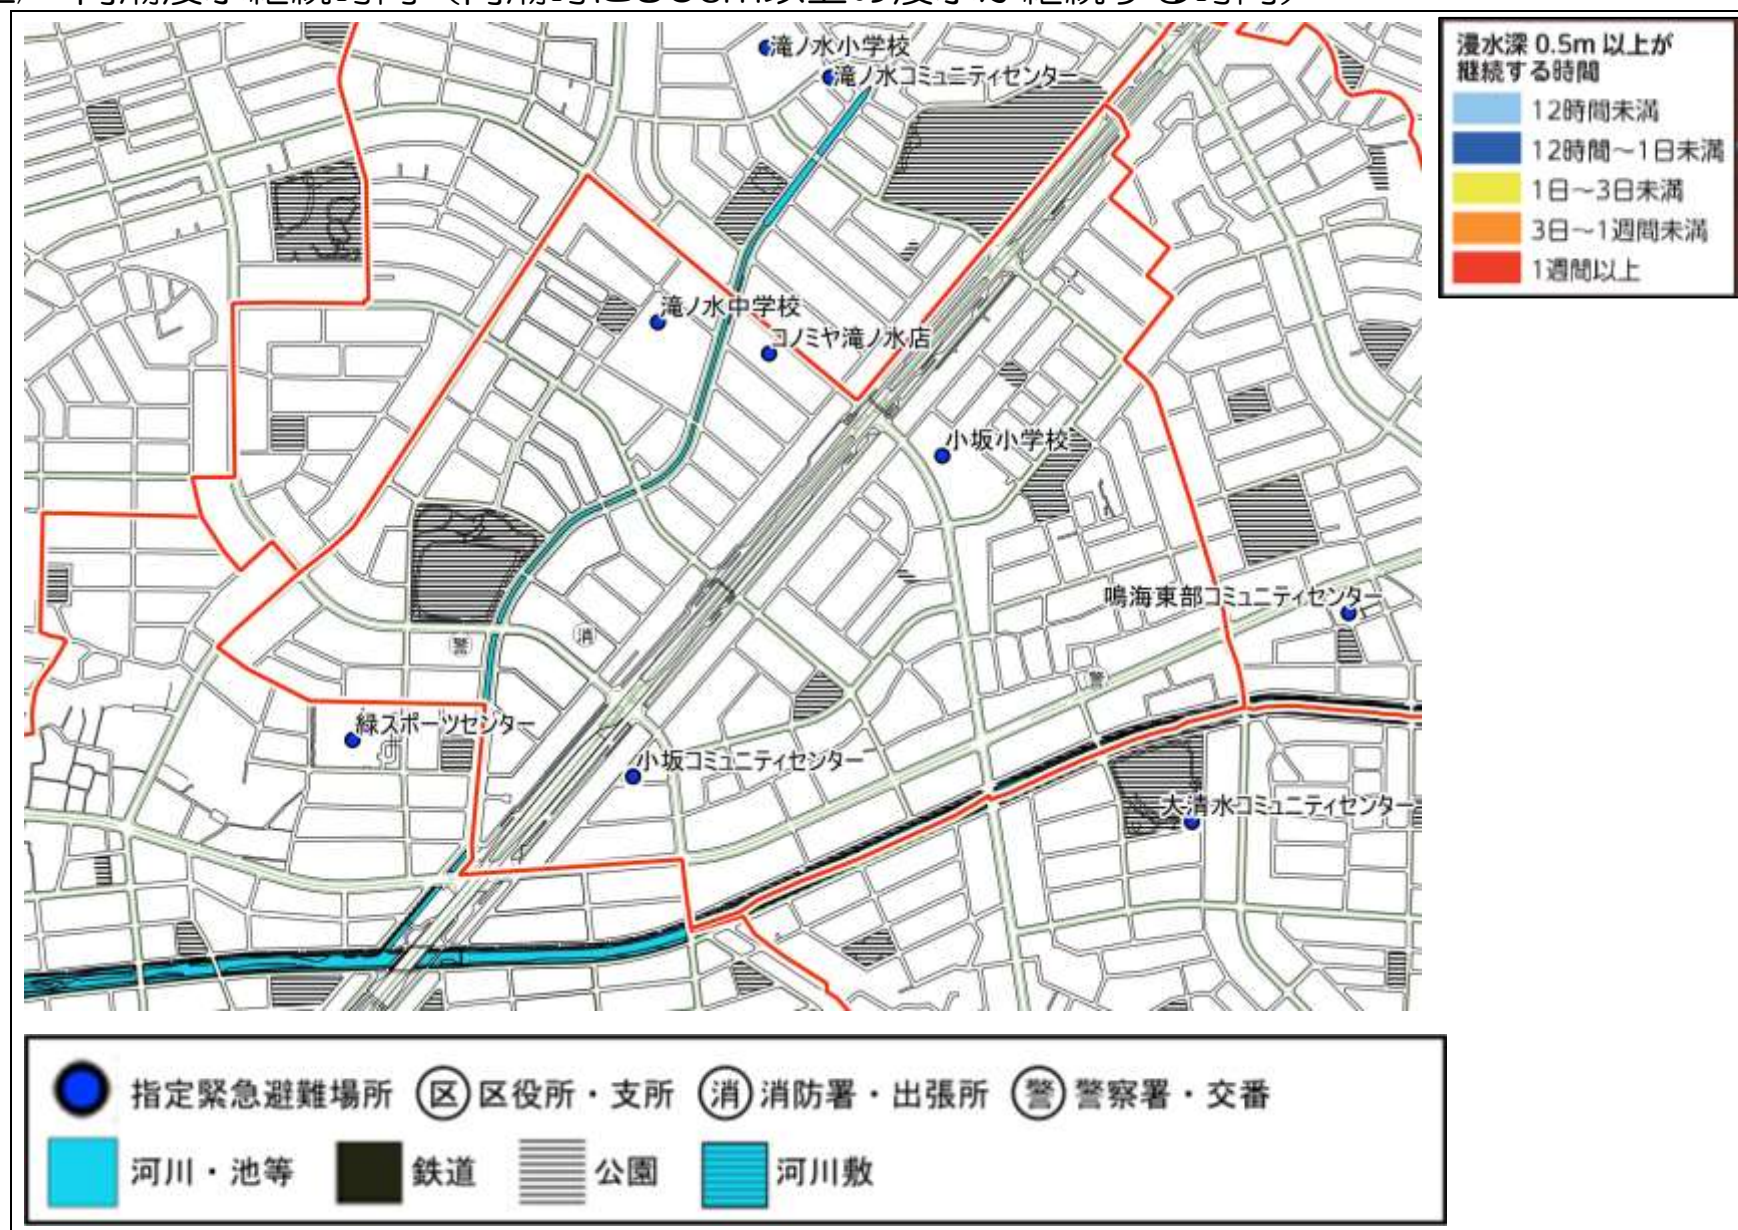 浸水深 0.5m 以上が
継続する時間
12時間未満
12時間～1日未満
1日～3日未満
3日～1週間未満
1週間以上
滝ノ水小学校
滝ノ水コミュニティセンター
滝ノ水中学校
コノミヤ滝ノ水店
小坂小学校
鳴海東部コミュニティセンター
消
警
警
緑スポーツセンター
小坂コミュニティセンター
大清水コミュニティセンター
指定緊急避難場所 区 区役所・支所 消 消防署・出張所 警 警察署・交番
河川・池等 鉄道 公園 河川敷